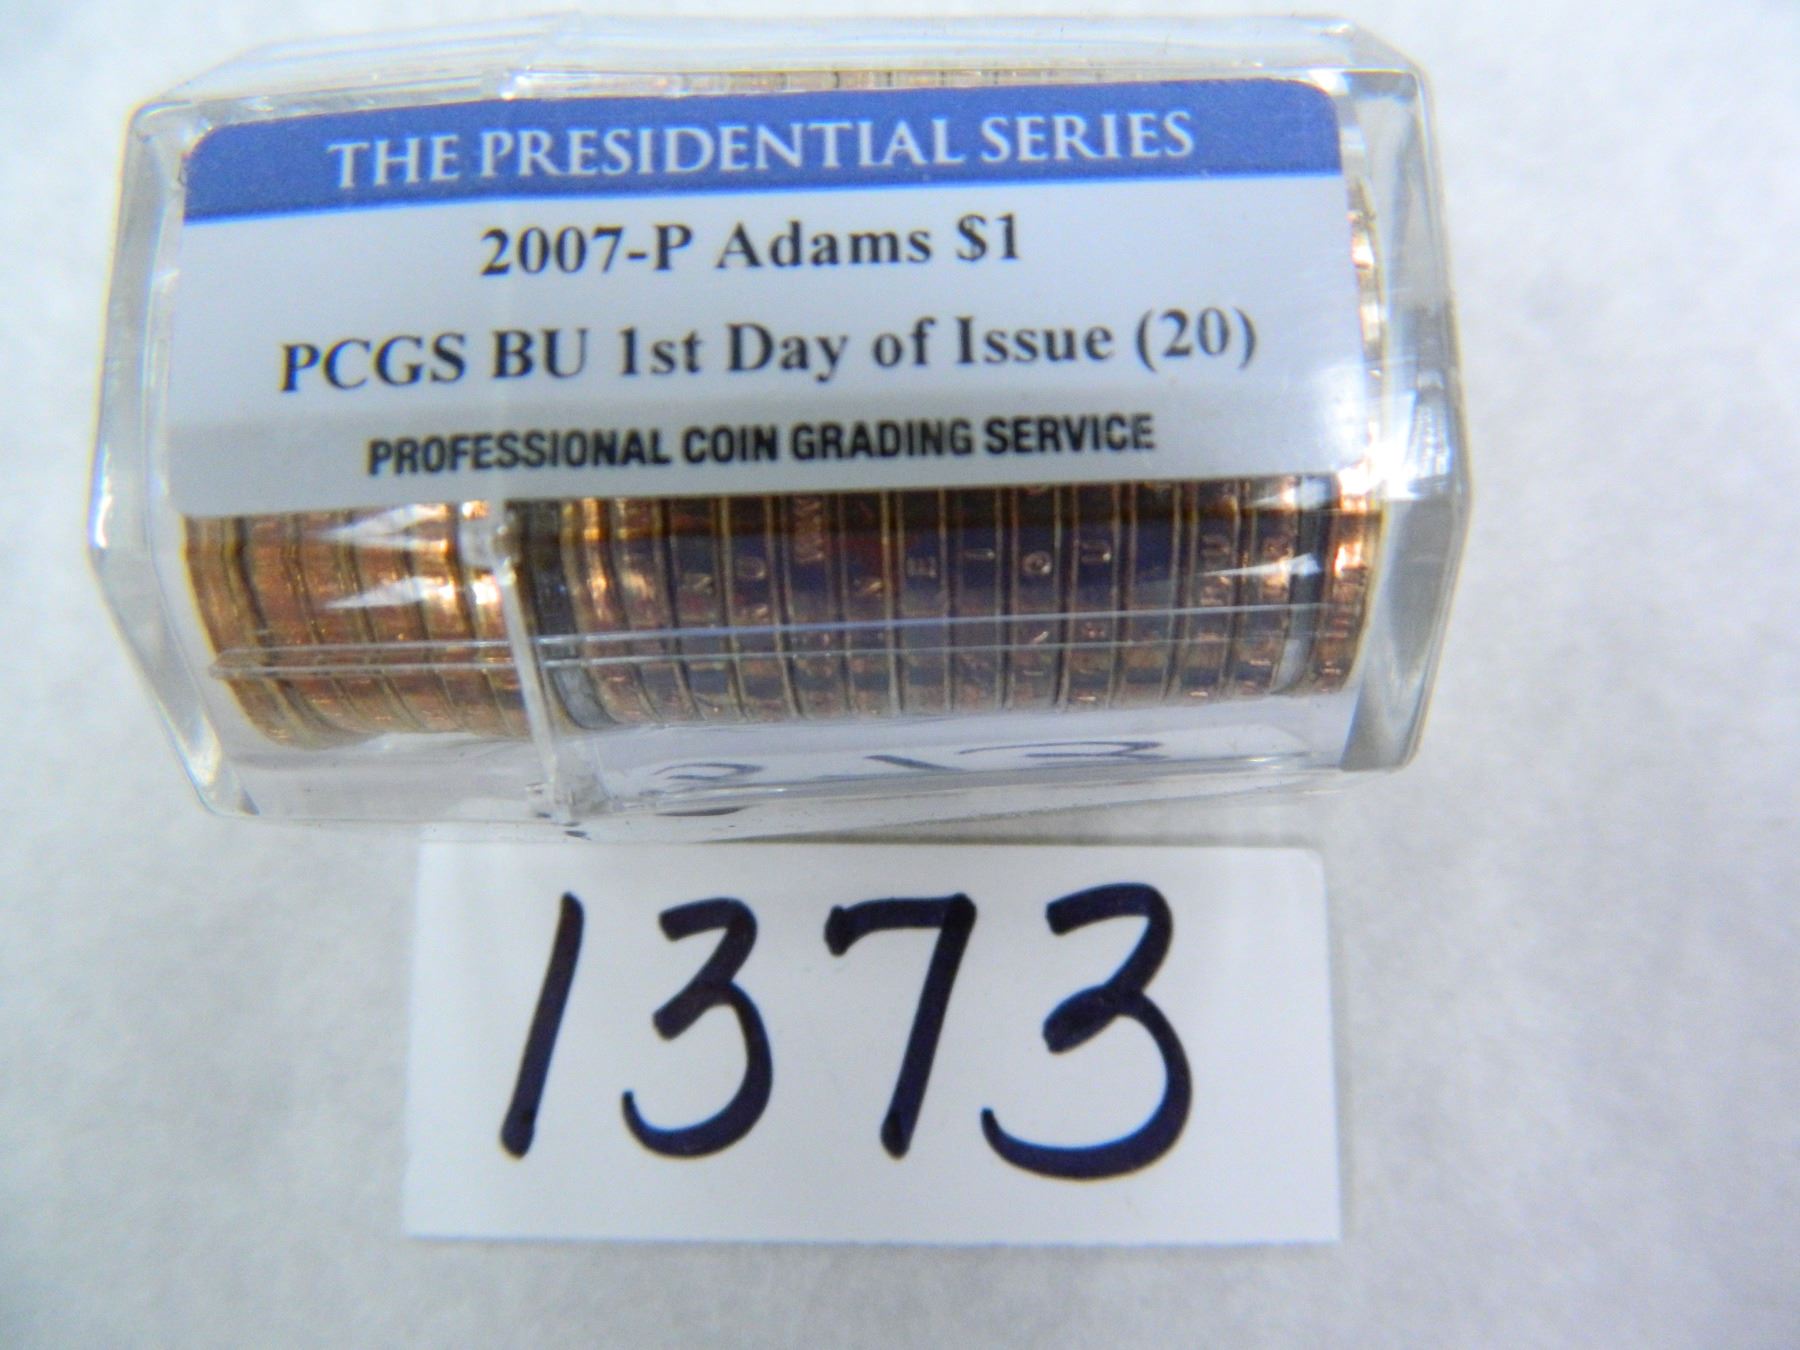 THE PRESIDENTIAL SERIES
2007-P Adams $1
PCGS BU 1st Day of Issue (20)
PROFESSIONAL COIN GRADING SERVICE
1373